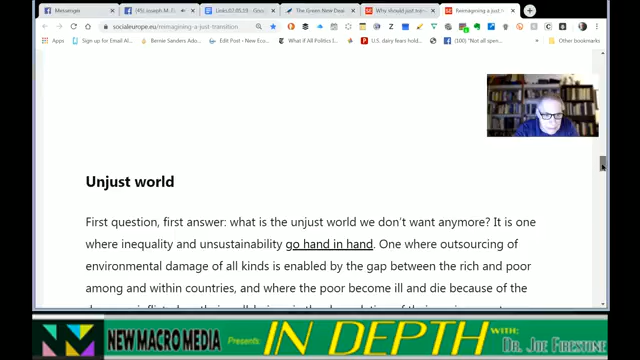 Metaroqin
(45) Joseph M. F
Links/02.05.19 - Goo
The Green New Deal
Why should just tran
Reimagining a just t
socialeurope.eu/reimagining-a-just-transition
Sign up for Email Al...
Bernie Sanders Ado
Edit Post ‹ New Eco
What if All Politics I
U.S. dairy fears hold
(100) "Not all spen
Other bookmarks
Unjust world
First question, first answer: what is the unjust world we don't want anymore? It is one
where inequality and unsustainability go hand in hand. One where outsourcing of
environmental damage of all kinds is enabled by the gap between the rich and poor
among and within countries, and where the poor become ill and die because of the
NEW MACRO MEDIA Presents: IN DEPTH WITH:
DR. JOE FIRESTONE